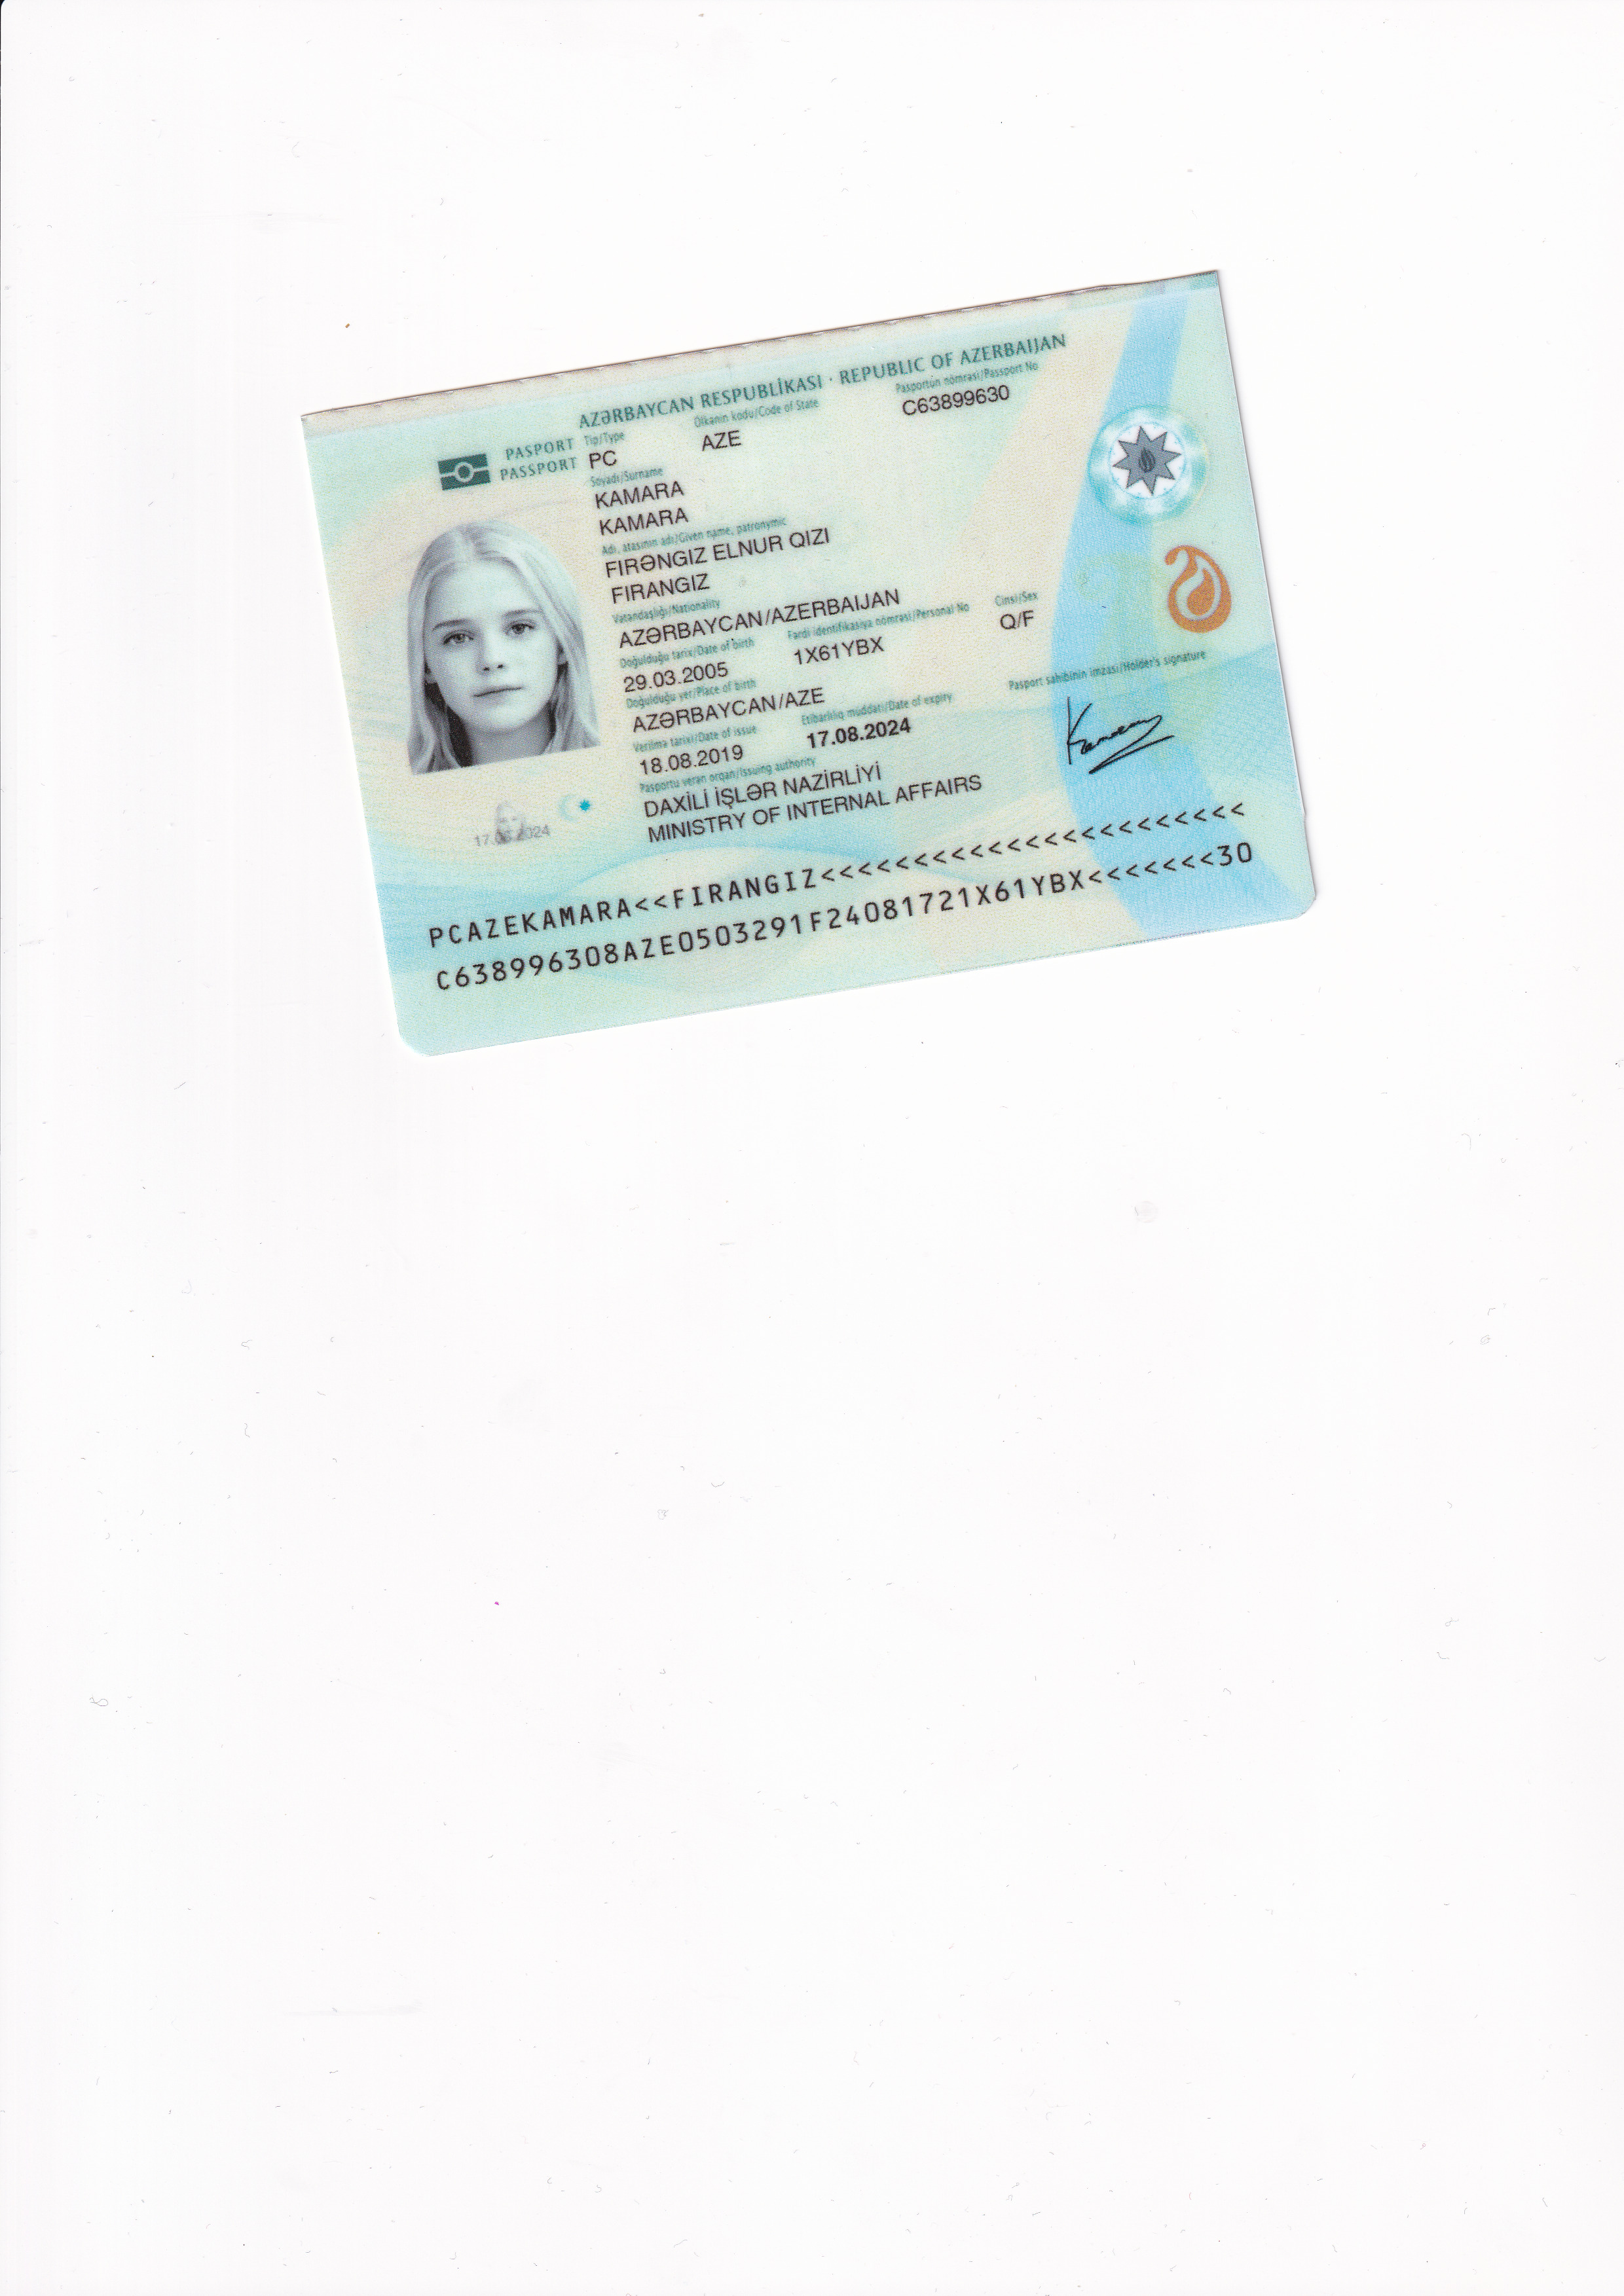 AZƏRBAYCAN RESPUBLİKASI · REPUBLIC OF AZERBAIJAN
PASPORT
PASSPORT
Tip/Type
PC
Ölkənin kodu/Code of State
AZE
Pasportun nömrəsi/Passport No
C63899630
Soyadı/Surname
KAMARA
KAMARA
Adı, atasının adı/Given name, patronymic
FIRƏNGIZ ELNUR QIZI
FIRANGIZ
Vətəndaşlığı/Nationality
AZƏRBAYCAN/AZERBAIJAN
Doğulduğu tarix/Date of birth
29.03.2005
Fərdi identifikasiya nömrəsi/Personal No
1X61YBX
Cinsi/Sex
Q/F
Doğulduğu yer/Place of birth
AZƏRBAYCAN/AZE
Verilmə tarixi/Date of issue
18.08.2019
Etibarlılıq müddəti/Date of expiry
17.08.2024
Pasport sahibinin imzası/Holder's signature
Pasportu verən orqan/Issuing authority
DAXİLİ İŞLƏR NAZİRLİYİ
MINISTRY OF INTERNAL AFFAIRS
17.08.2024
PCAZEKAMARA<<FIRANGIZ<<<<<<<<<<<<<<<<<<<<<<<
C638996308AZE0503291F24081721X61YBX<<<<<<<30